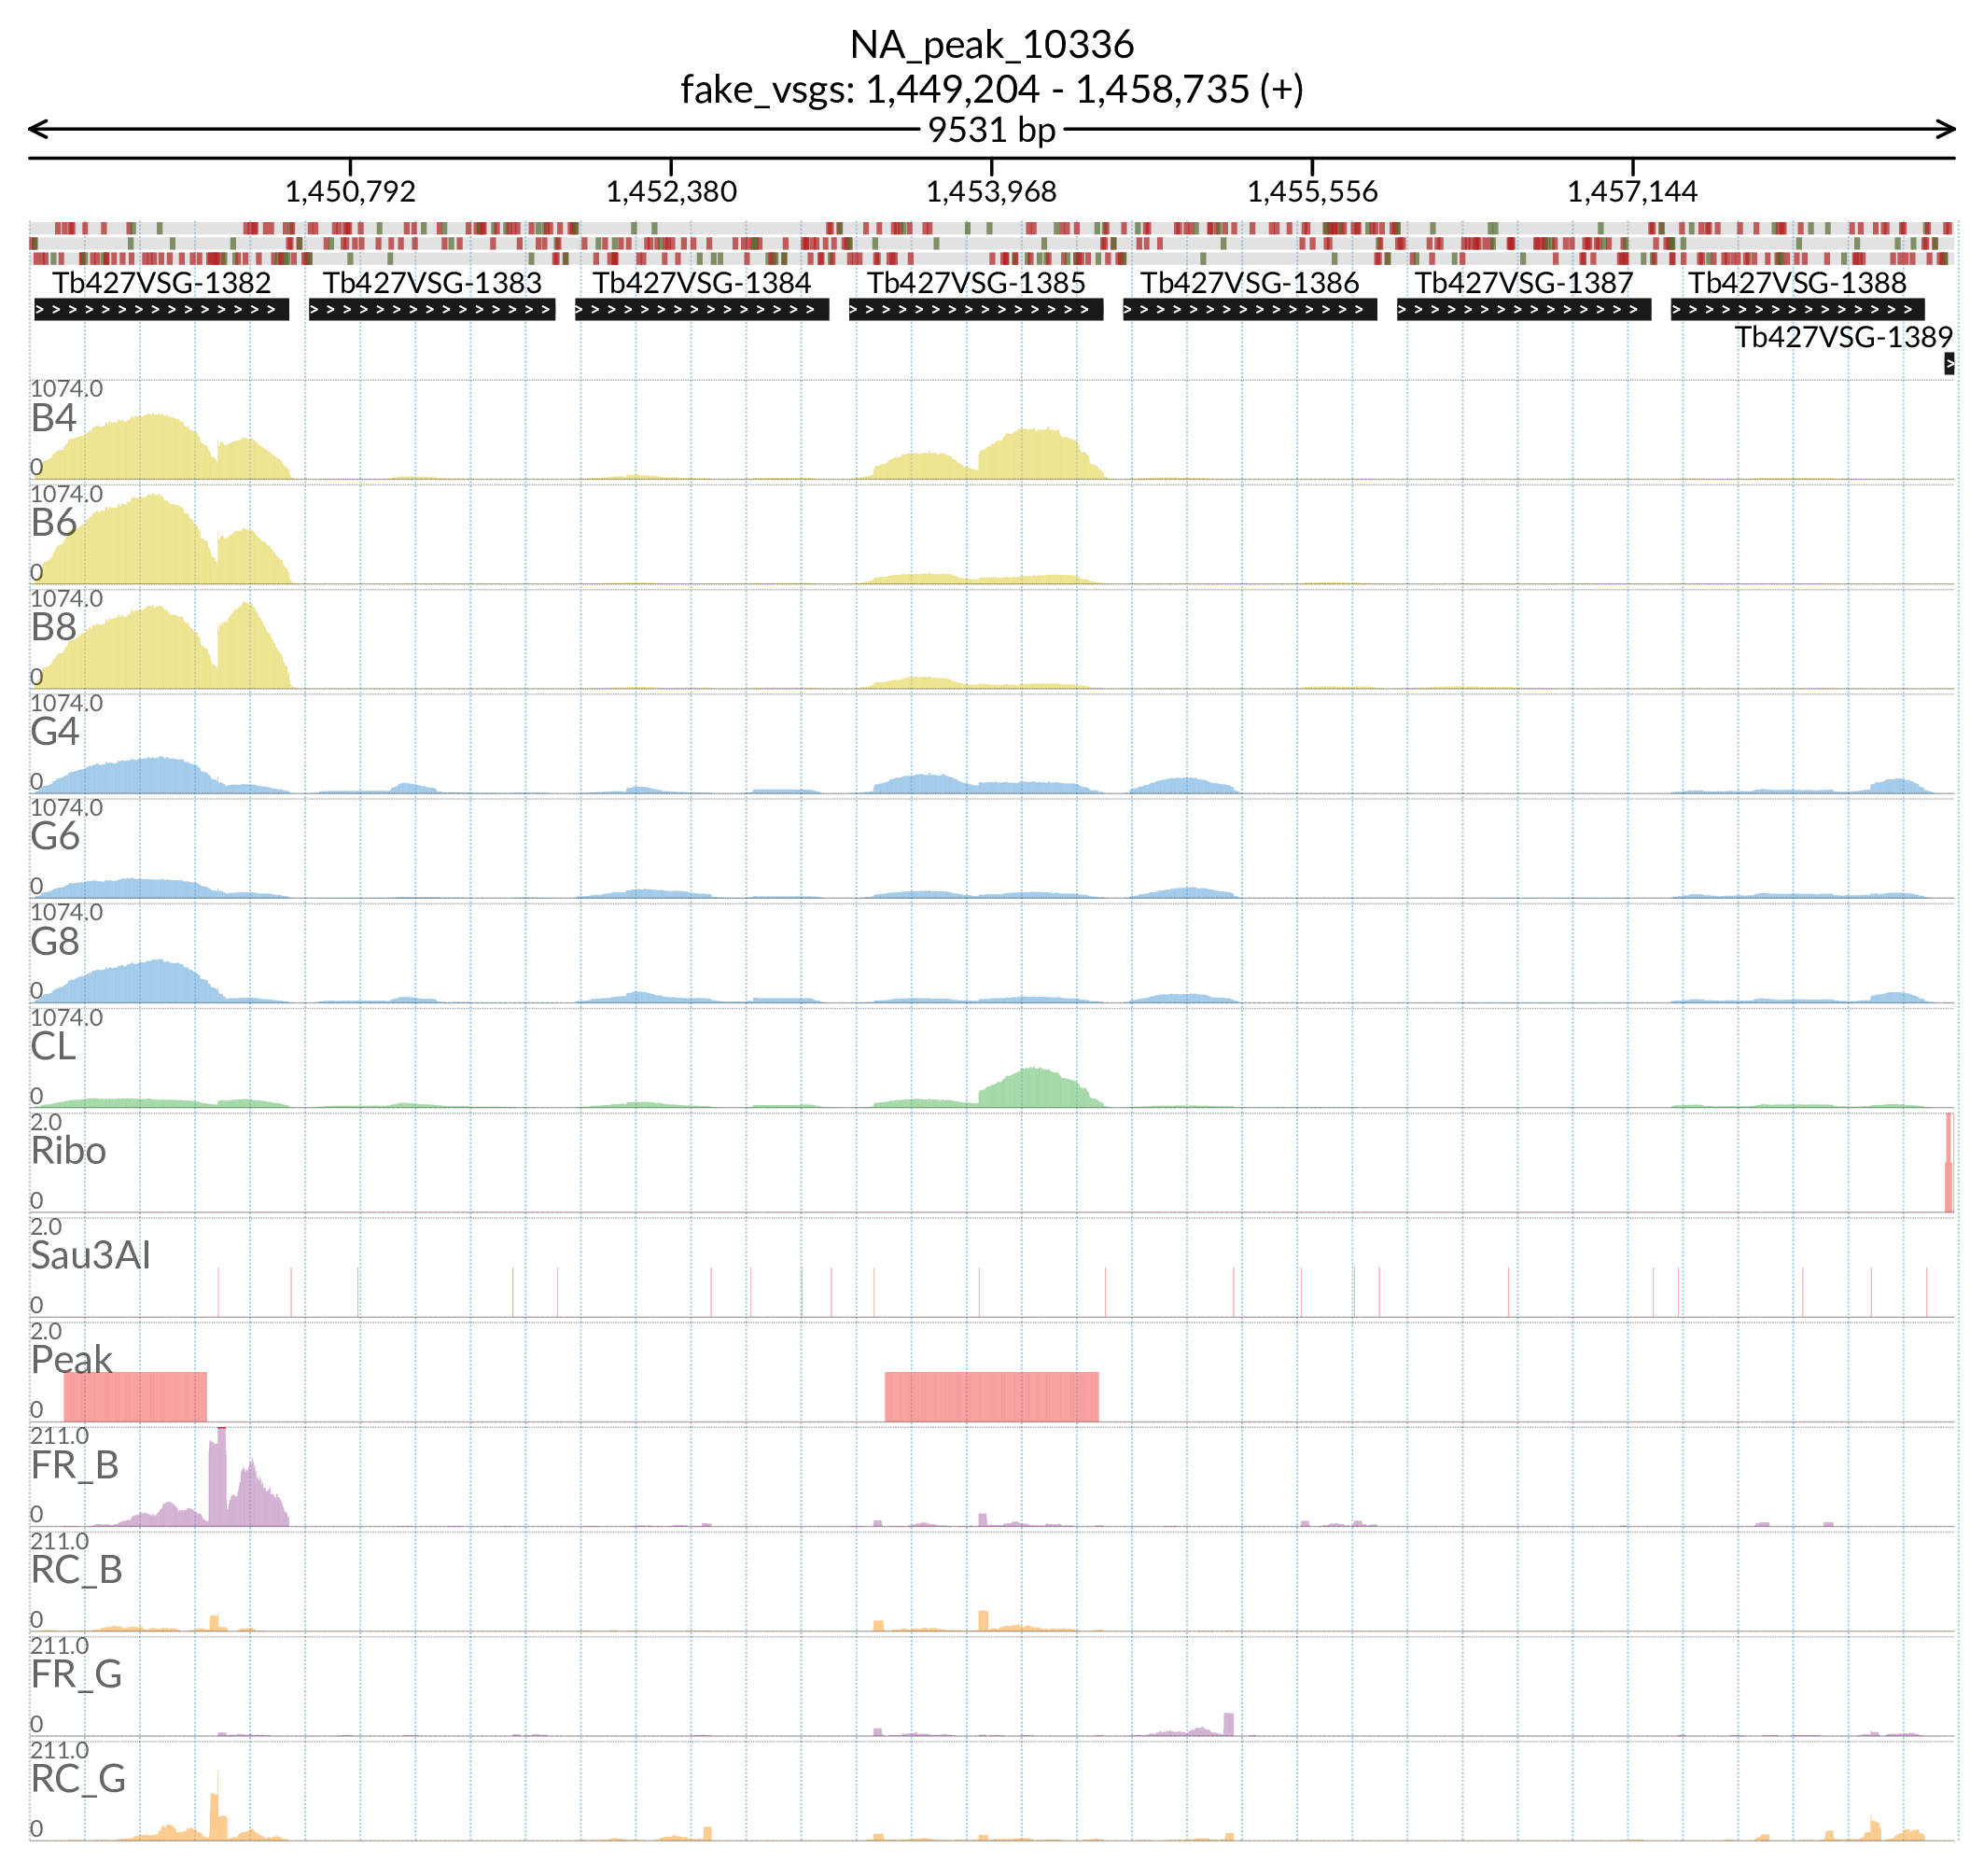 NA_peak_10336
fake_vsgs: 1,449,204 - 1,458,735 (+)
9531 bp
1,450,792 1,452,380 1,453,968 1,455,556 1,457,144
Tb427VSG-1382 Tb427VSG-1383 Tb427VSG-1384 Tb427VSG-1385 Tb427VSG-1386 Tb427VSG-1387 Tb427VSG-1388
Tb427VSG-1389
1074.0
B4
0
1074.0
B6
0
1074.0
B8
0
1074.0
G4
0
1074.0
G6
0
1074.0
G8
0
1074.0
CL
0
2.0
Ribo
0
2.0
Sau3AI
0
2.0
Peak
0
211.0
FR_B
0
211.0
RC_B
0
211.0
FR_G
0
211.0
RC_G
0